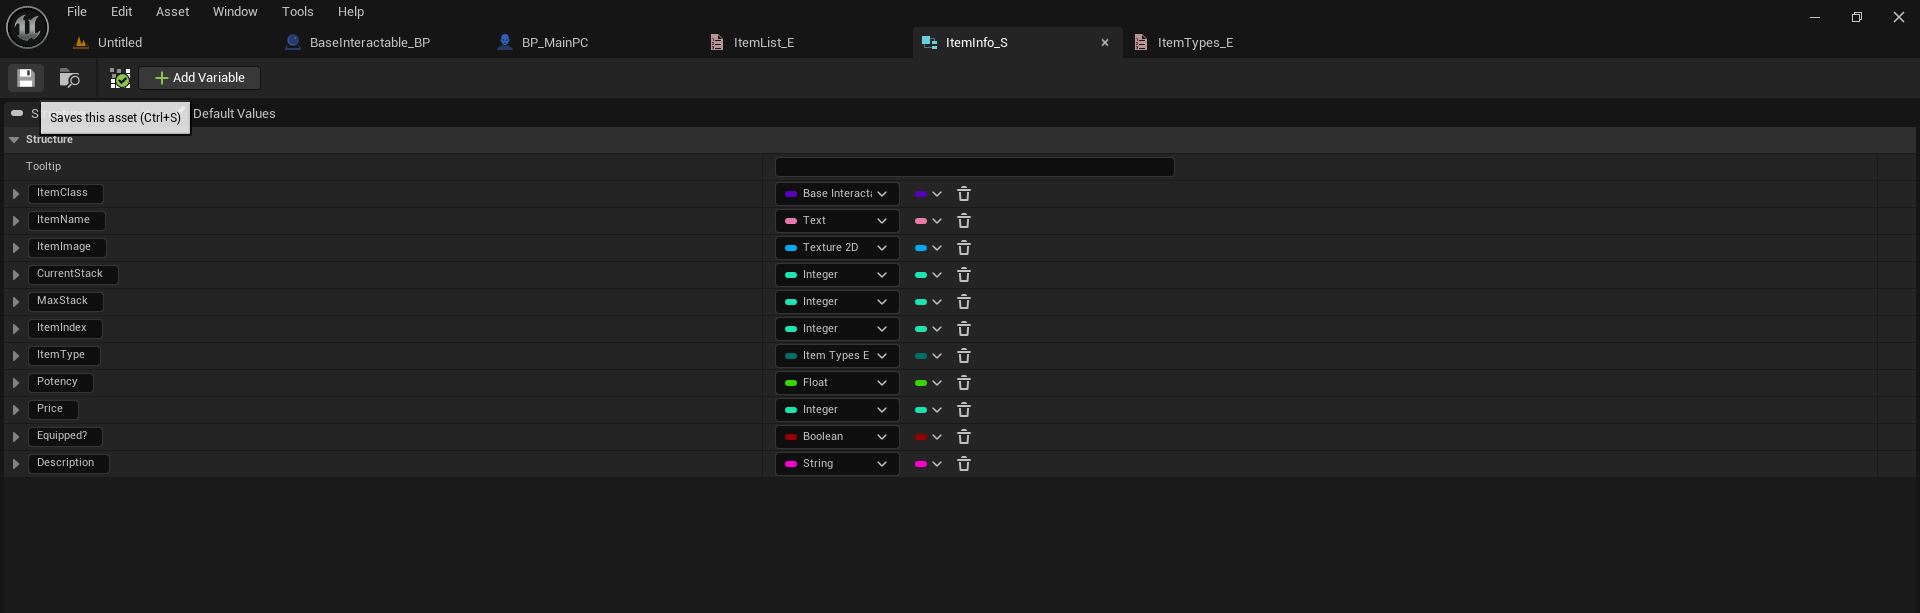 File Edit Asset Window Tools Help
Untitled BaseInteractable_BP BP_MainPC ItemList_E ItemInfo_S ItemTypes_E
Add Variable
Default Values
Saves this asset (Ctrl+S)
Structure
Tooltip
ItemClass Base Interact
ItemName Text
ItemImage Texture 2D
CurrentStack Integer
MaxStack Integer
ItemIndex Integer
ItemType Item Types E
Potency Float
Price Integer
Equipped? Boolean
Description String